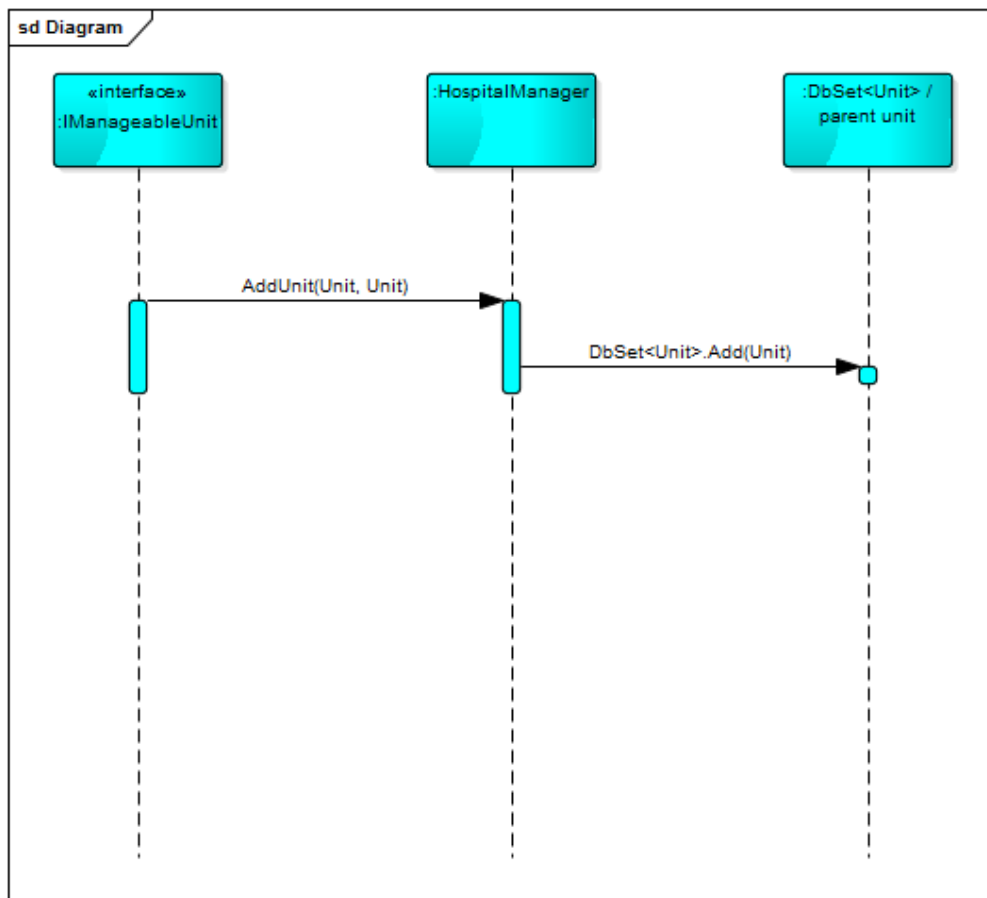 sd Diagram
«interface»
:IManageableUnit
:HospitalManager
:DbSet<Unit> /
parent unit
AddUnit(Unit, Unit)
DbSet<Unit>.Add(Unit)